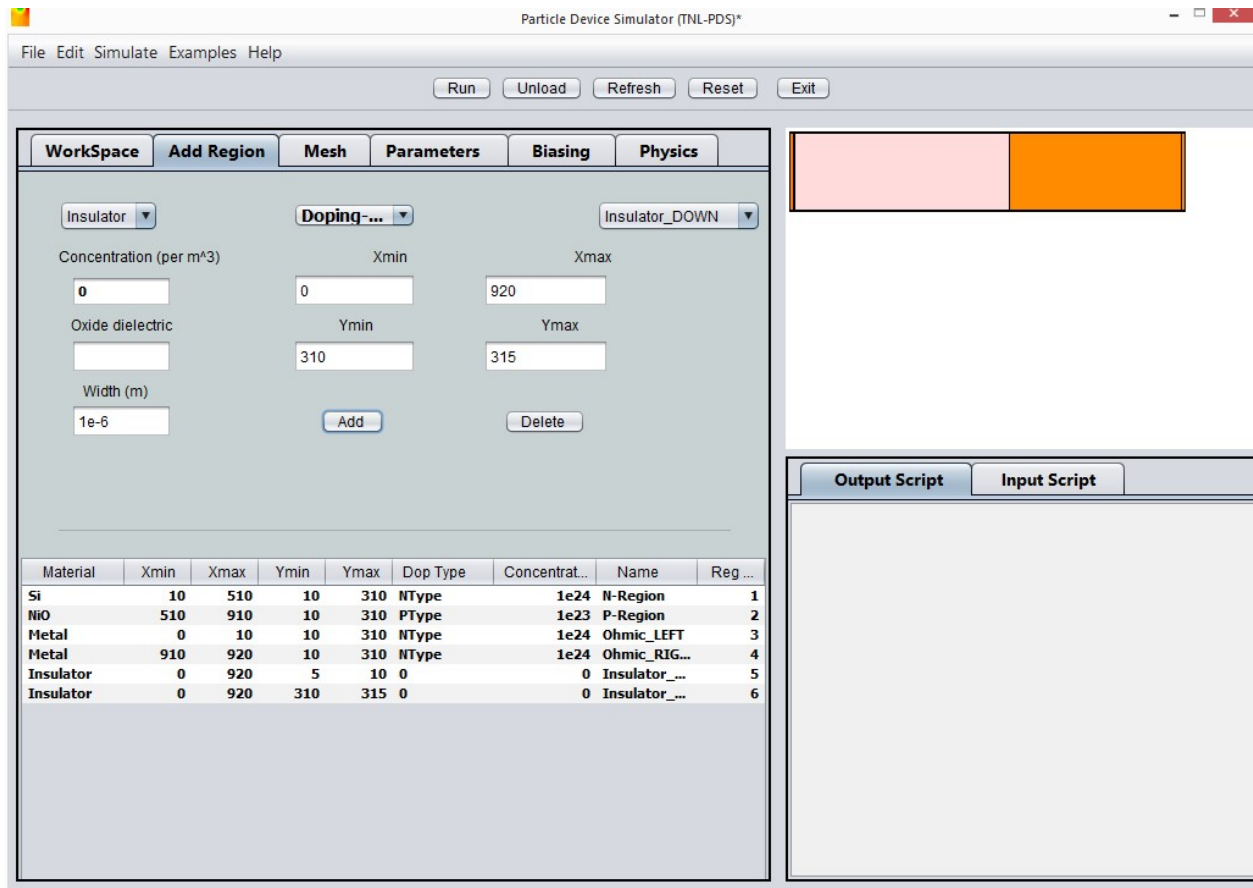 Particle Device Simulator (TNL-PDS)*
File Edit Simulate Examples Help
Run Unload Refresh Reset Exit
WorkSpace Add Region Mesh Parameters Biasing Physics
Insulator Doping-... Insulator_DOWN
Concentration (per m^3) Xmin Xmax
0 0 920
Oxide dielectric Ymin Ymax
310 315
Width (m)
1e-6 Add Delete
Output Script Input Script
Material Xmin Xmax Ymin Ymax Dop Type Concentrat... Name Reg ...
Si 10 510 10 310 NType 1e24 N-Region 1
NiO 510 910 10 310 PType 1e23 P-Region 2
Metal 0 10 10 310 NType 1e24 Ohmic_LEFT 3
Metal 910 920 10 310 NType 1e24 Ohmic_RIG... 4
Insulator 0 920 5 10 0 0 Insulator_... 5
Insulator 0 920 310 315 0 0 Insulator_... 6